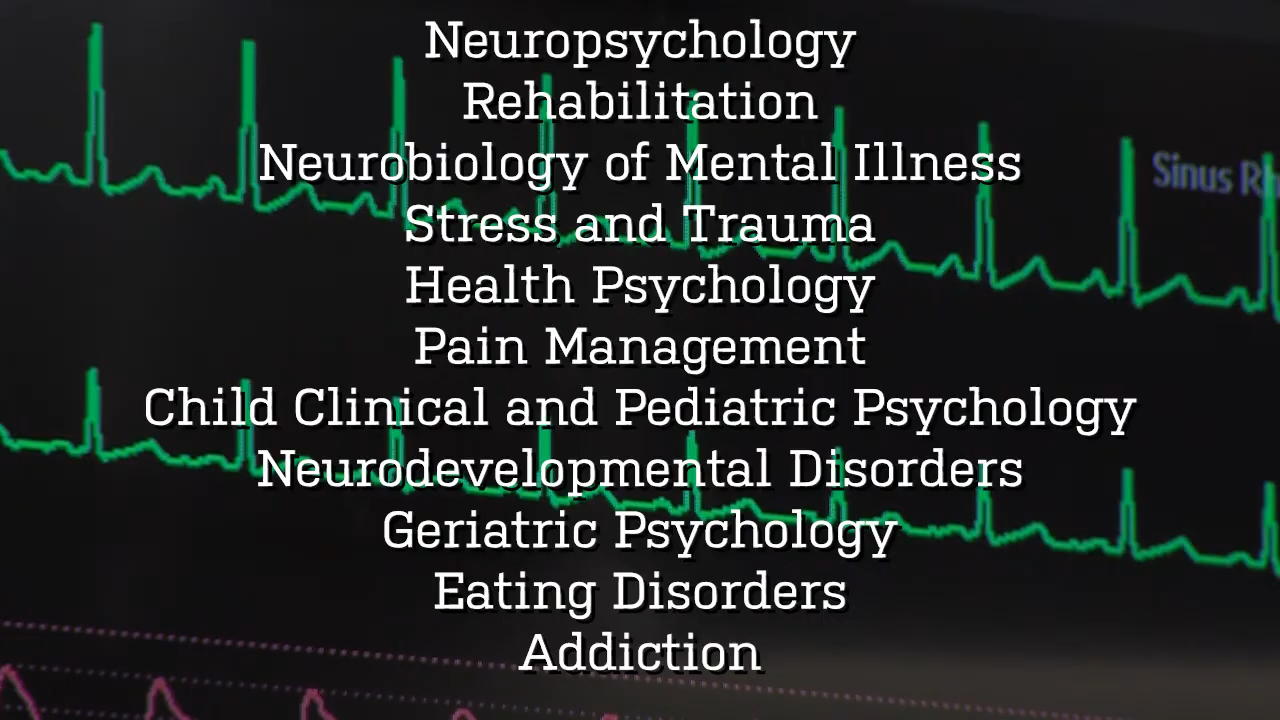 Neuropsychology
Rehabilitation
Neurobiology of Mental Illness
Sinus
Stress and Trauma
Health Psychology
Pain Management
Child Clinical and Pediatric Psychology
Neurodevelopmental Disorders
Geriatric Psychology
Eating Disorders
Addiction